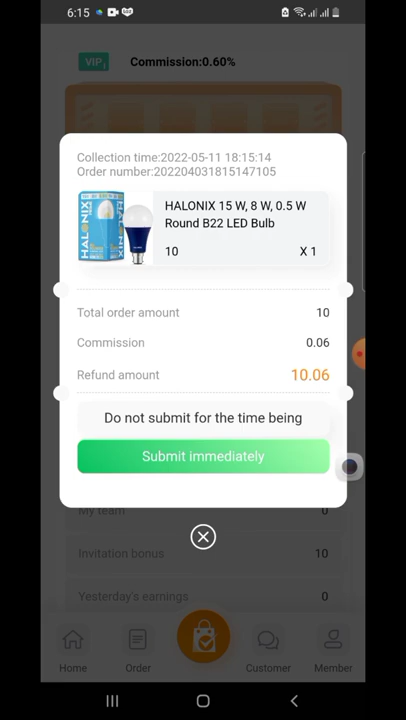 6:15
VIP1
Commission:0.60%
Collection time:2022-05-11 18:15:14
Order number:202204031815147105
HALONIX
HALONIX 15 W, 8 W, 0.5 W
Round B22 LED Bulb
10
X 1
Total order amount
10
Commission
0.06
Refund amount
10.06
Do not submit for the time being
Submit immediately
My team
0
Invitation bonus
10
Yesterday's earnings
0
Home
Order
Customer
Member